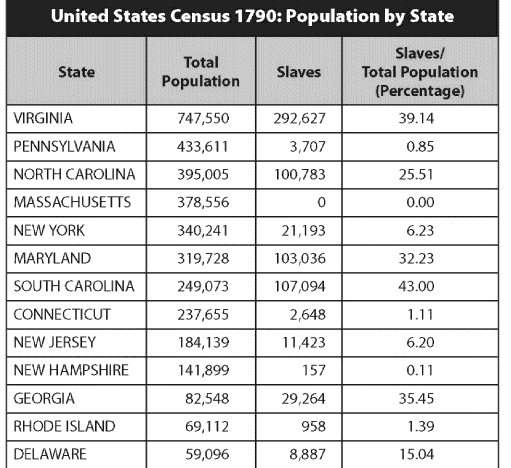 United States Census 1790: Population by State
State Total Population Slaves Slaves/ Total Population (Percentage)
VIRGINIA 747,550 292,627 39.14
PENNSYLVANIA 433,611 3,707 0.85
NORTH CAROLINA 395,005 100,783 25.51
MASSACHUSETTS 378,556 0 0.00
NEW YORK 340,241 21,193 6.23
MARYLAND 319,728 103,036 32.23
SOUTH CAROLINA 249,073 107,094 43.00
CONNECTICUT 237,655 2,648 1.11
NEW JERSEY 184,139 11,423 6.20
NEW HAMPSHIRE 141,899 157 0.11
GEORGIA 82,548 29,264 35.45
RHODE ISLAND 69,112 958 1.39
DELAWARE 59,096 8,887 15.04